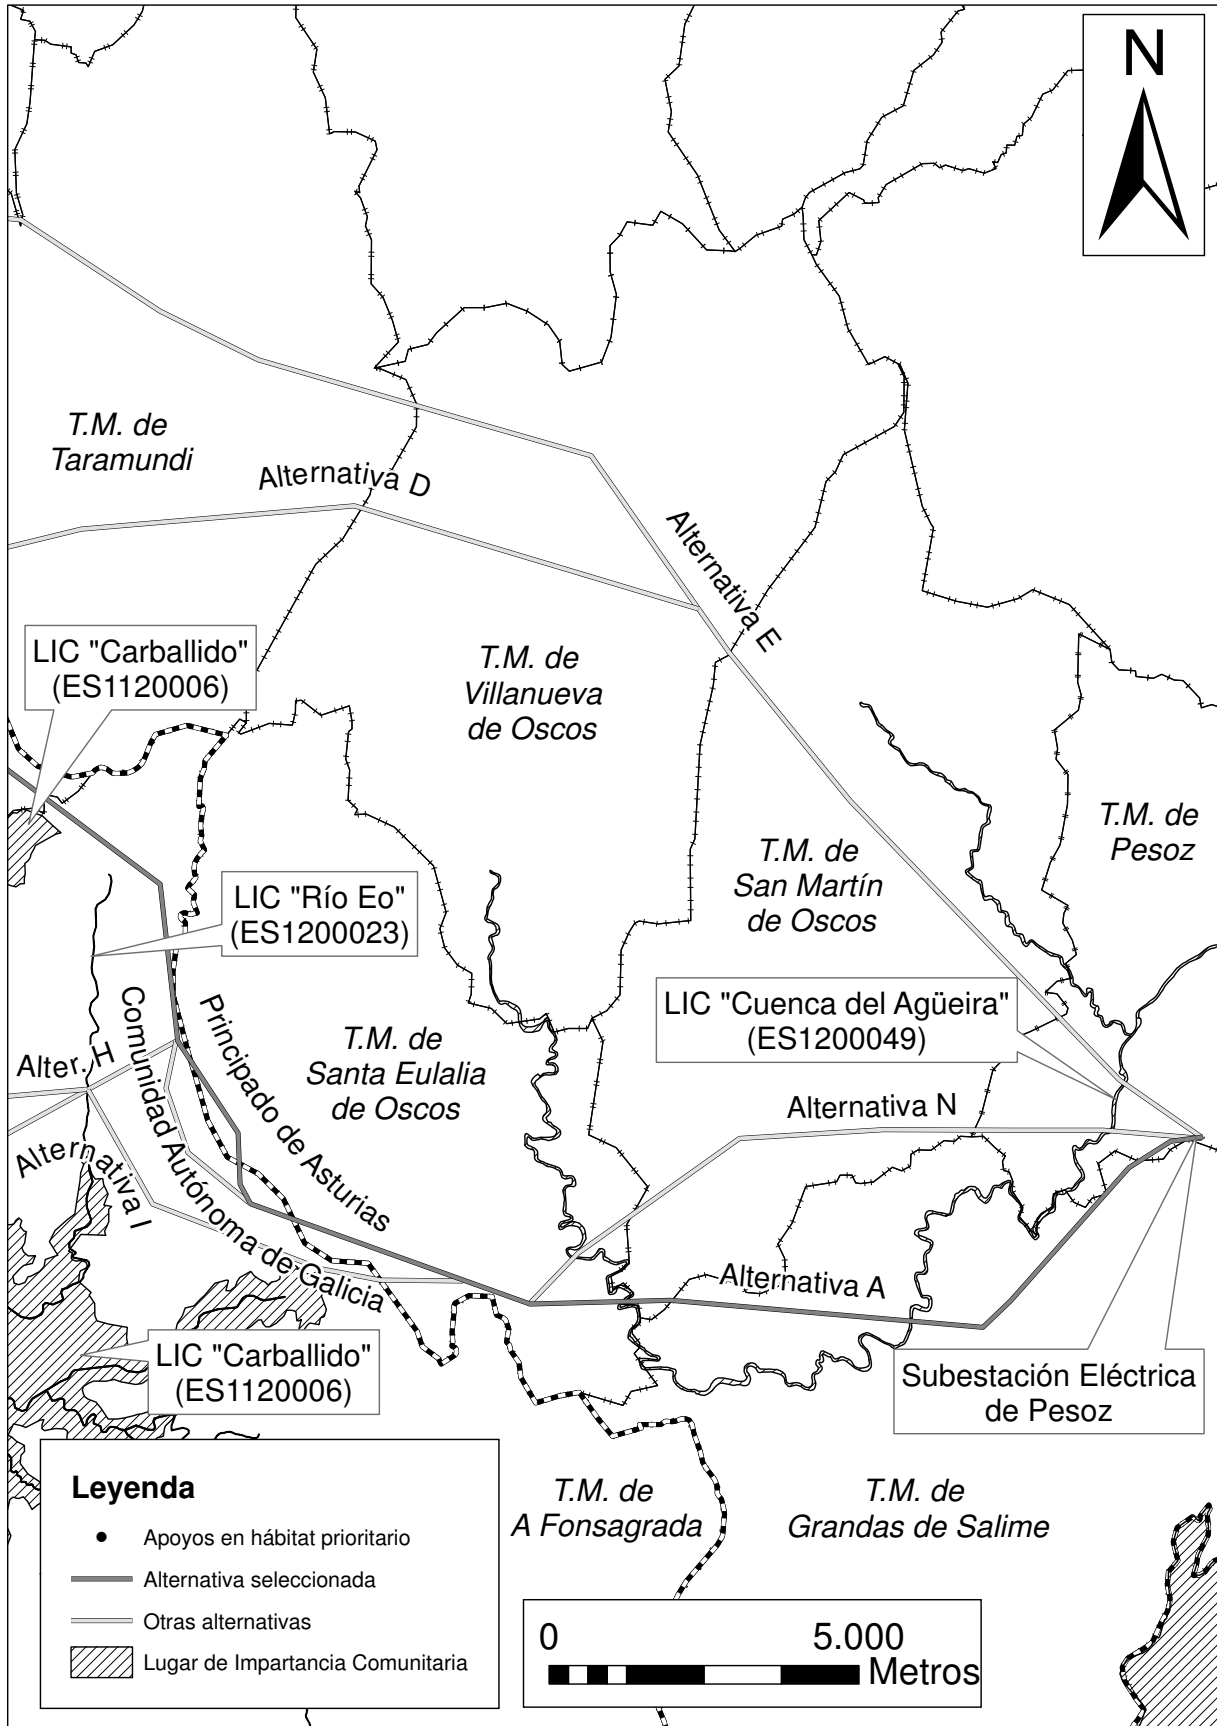 N
T.M. de
Taramundi
Alternativa D
Alternativa E
LIC "Carballido"
(ES1120006)
T.M. de
Villanueva
de Oscos
T.M. de
Pesoz
T.M. de
San Martín
de Oscos
LIC "Río Eo"
(ES1200023)
LIC "Cuenca del Agüeira"
(ES1200049)
Comunidad Autónoma de Galicia
Principado de Asturias
T.M. de
Santa Eulalia
de Oscos
Alter. H
Alternativa I
Alternativa N
Alternativa A
LIC "Carballido"
(ES1120006)
Subestación Eléctrica
de Pesoz
T.M. de
A Fonsagrada
T.M. de
Grandas de Salime
Leyenda
Apoyos en hábitat prioritario
Alternativa seleccionada
Otras alternativas
Lugar de Impartancia Comunitaria
0 5.000
Metros